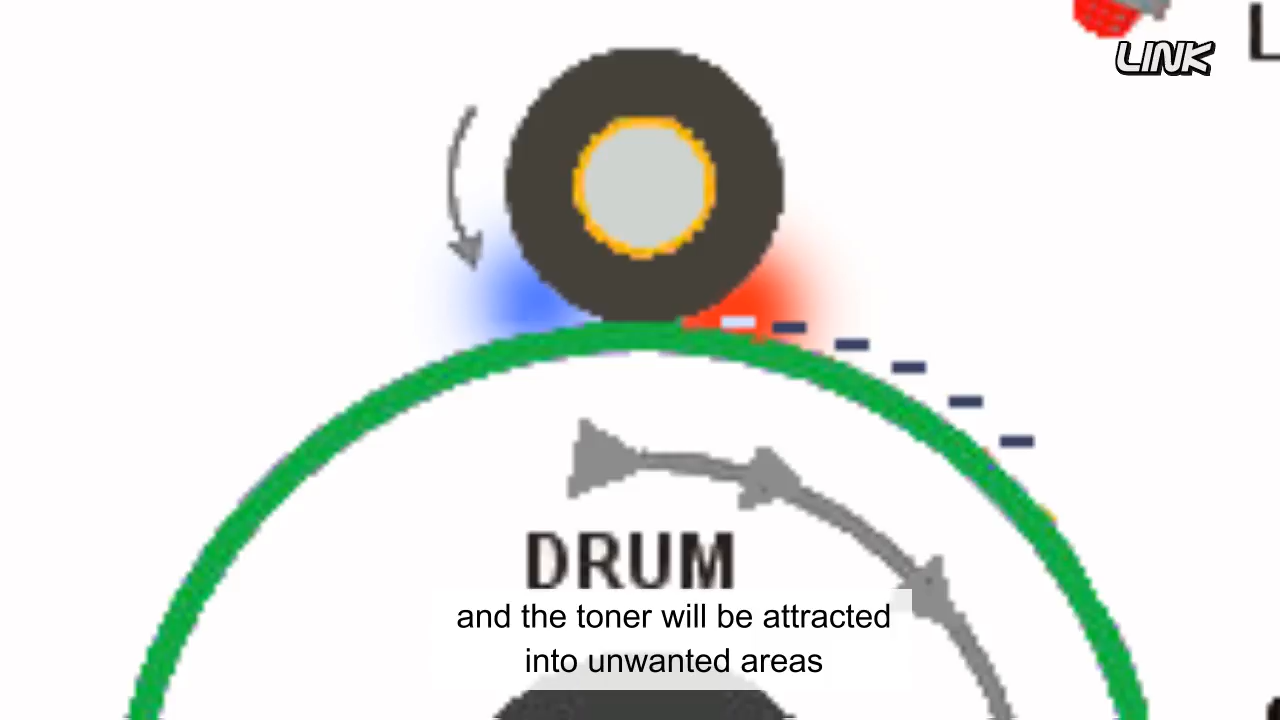 LINK
L
DRUM
and the toner will be attracted
into unwanted areas